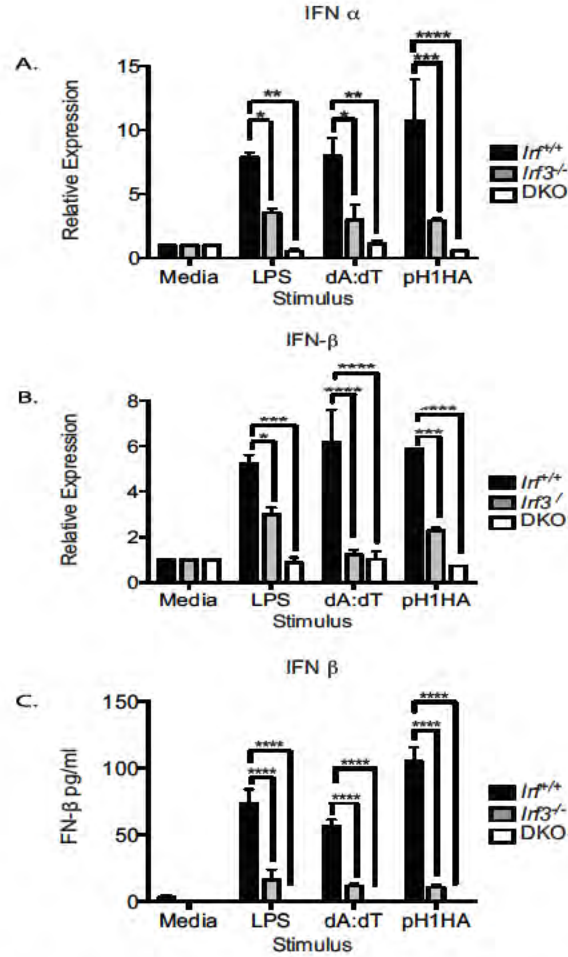 IFN α
A.
**** 
** ** ***
* *
15
10
5
0
Relative Expression
Media LPS dA:dT pH1HA
Stimulus
Irf+/+
Irf3-/-
DKO
IFN-β
B.
****
*** **** ****
* ***
8
6
4
2
0
Relative Expression
Media LPS dA:dT pH1HA
Stimulus
Irf+/+
Irf3-/
DKO
IFN β
C.
****
**** **** ****
**** ****
150
100
50
0
FN-β pg/ml
Media LPS dA:dT pH1HA
Stimulus
Irf+/+
Irf3-/-
DKO